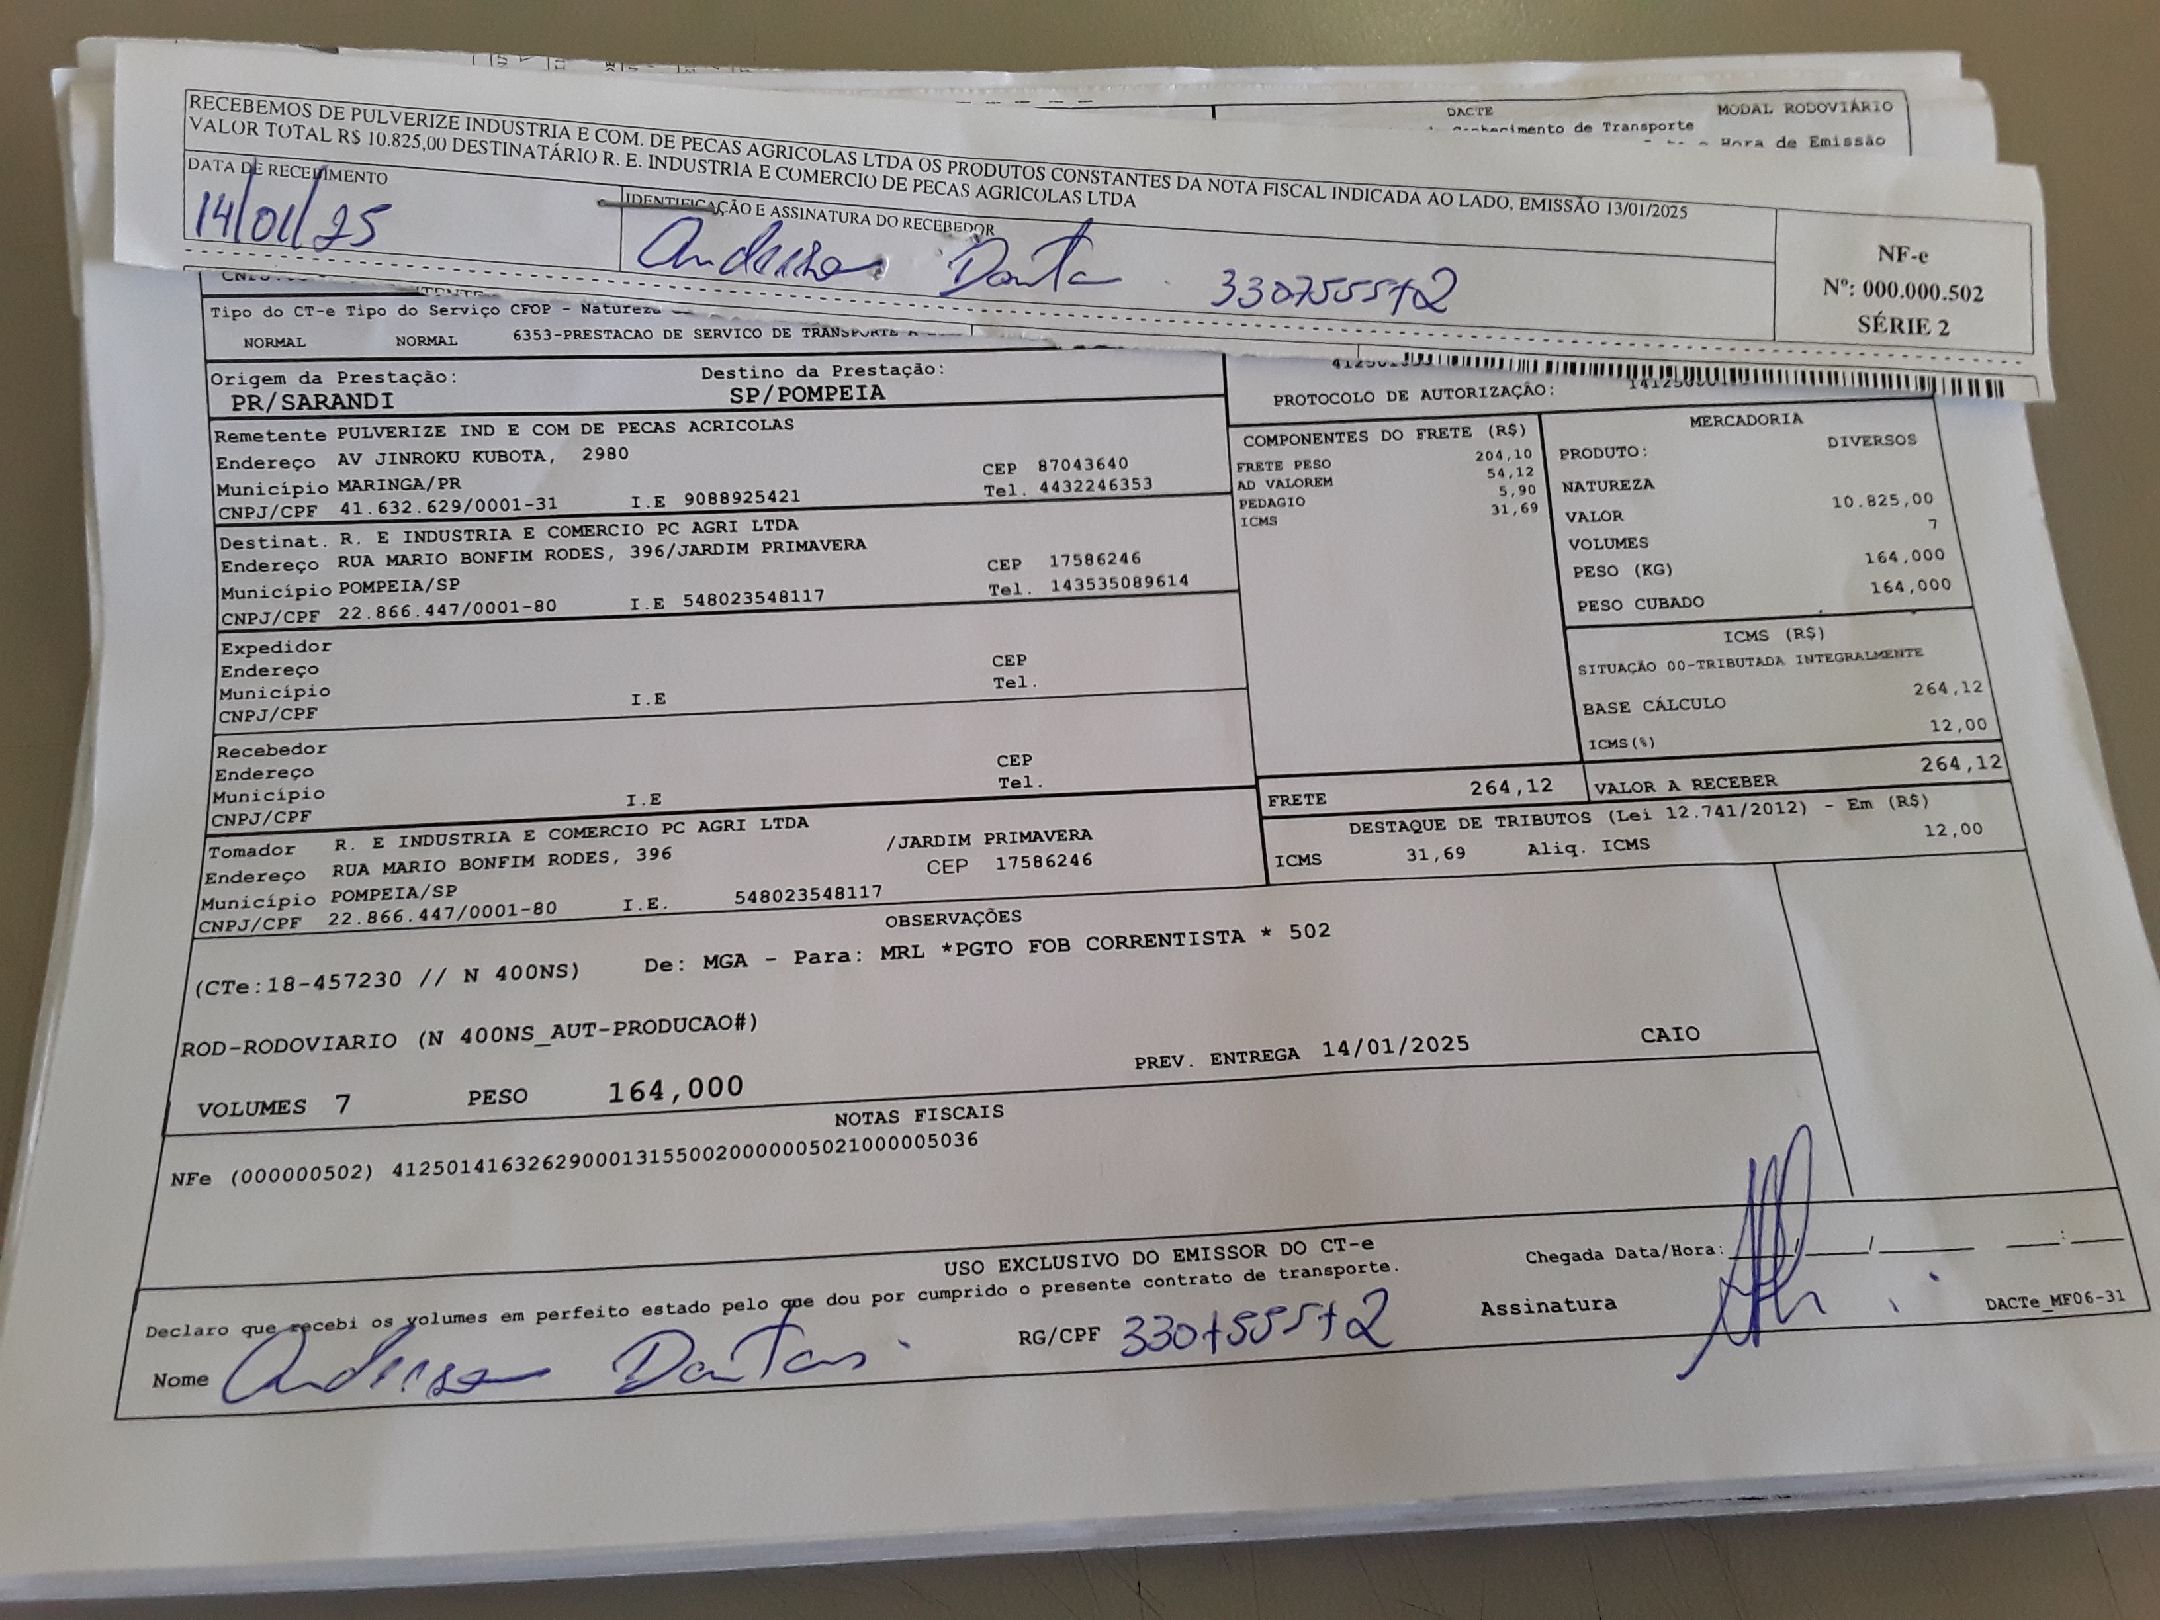 DACTE
MODAL RODOVIÁRIO
de Transporte
Hora de Emissão
RECEBEMOS DE PULVERIZE INDUSTRIA E COM. DE PECAS AGRICOLAS LTDA OS PRODUTOS CONSTANTES DA NOTA FISCAL INDICADA AO LADO. EMISSÃO 13/01/2025
VALOR TOTAL R$ 10.825,00 DESTINATÁRIO R. E. INDUSTRIA E COMERCIO DE PECAS AGRICOLAS LTDA
DATA DE RECEBIMENTO
14/01/25
IDENTIFICAÇÃO E ASSINATURA DO RECEBEDOR
Anderson Danta 330755572
NF-e
Nº: 000.000.502
SÉRIE 2
Tipo do CT-e Tipo do Serviço CFOP - Natureza
NORMAL NORMAL 6353-PRESTACAO DE SERVICO DE TRANSPORTE A
Origem da Prestação: Destino da Prestação:
PR/SARANDI SP/POMPEIA
PROTOCOLO DE AUTORIZAÇÃO:
Remetente PULVERIZE IND E COM DE PECAS ACRICOLAS
Endereço AV JINROKU KUBOTA, 2980 CEP 87043640
Município MARINGA/PR Tel. 4432246353
CNPJ/CPF 41.632.629/0001-31 I.E 9088925421
Destinat. R. E INDUSTRIA E COMERCIO PC AGRI LTDA
Endereço RUA MARIO BONFIM RODES, 396/JARDIM PRIMAVERA CEP 17586246
Município POMPEIA/SP Tel. 143535089614
CNPJ/CPF 22.866.447/0001-80 I.E 548023548117
Expedidor
Endereço CEP
Município Tel.
CNPJ/CPF I.E
Recebedor
Endereço CEP
Município Tel.
CNPJ/CPF I.E
Tomador R. E INDUSTRIA E COMERCIO PC AGRI LTDA
Endereço RUA MARIO BONFIM RODES, 396 /JARDIM PRIMAVERA
Município POMPEIA/SP CEP 17586246
CNPJ/CPF 22.866.447/0001-80 I.E. 548023548117
COMPONENTES DO FRETE (R$)
FRETE PESO 204,10
AD VALOREM 54,12
PEDAGIO 5,90
ICMS 31,69
MERCADORIA
PRODUTO: DIVERSOS
NATUREZA
VALOR 10.825,00
VOLUMES 7
PESO (KG) 164,000
PESO CUBADO 164,000
ICMS (R$)
SITUAÇÃO 00-TRIBUTADA INTEGRALMENTE
BASE CÁLCULO 264,12
ICMS(%) 12,00
FRETE 264,12 VALOR A RECEBER 264,12
DESTAQUE DE TRIBUTOS (Lei 12.741/2012) - Em (R$)
ICMS 31,69 Aliq. ICMS 12,00
OBSERVAÇÕES
(CTe:18-457230 // N 400NS) De: MGA - Para: MRL *PGTO FOB CORRENTISTA * 502
ROD-RODOVIARIO (N 400NS_AUT-PRODUCAO#)
VOLUMES 7 PESO 164,000 PREV. ENTREGA 14/01/2025 CAIO
NOTAS FISCAIS
NFe (000000502) 41250141632629000131550020000005021000005036
USO EXCLUSIVO DO EMISSOR DO CT-e
Declaro que recebi os volumes em perfeito estado pelo que dou por cumprido o presente contrato de transporte.
Chegada Data/Hora: ____/____/______ ____:____
Nome Anderson Dantas. RG/CPF 330755572 Assinatura
DACTe_MF06-31